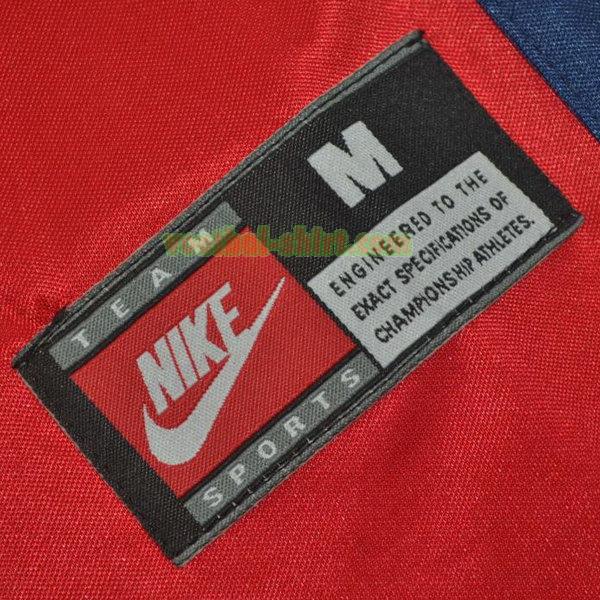 TEAM
NIKE
SPORTS
M
ENGINEERED TO THE
EXACT SPECIFICATIONS OF
CHAMPIONSHIP ATHLETES.